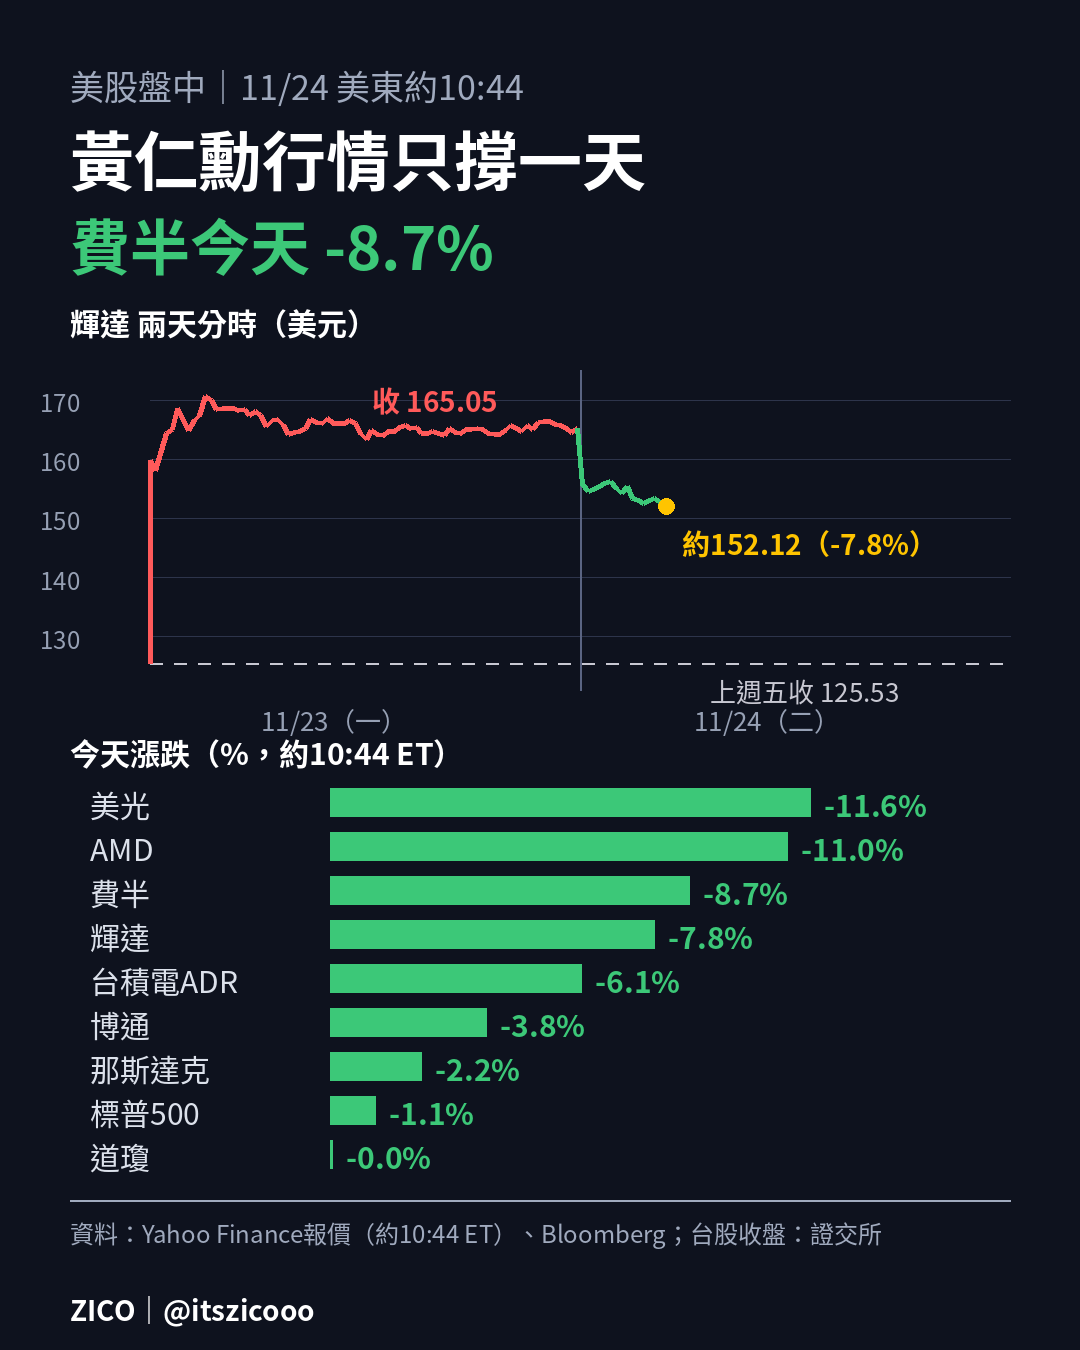 美股盤中｜11/24 美東約10:44
黃仁勳行情只撐一天
費半今天 -8.7%
輝達 兩天分時（美元）
收 165.05
170
160
150
約152.12（-7.8%）
140
130
上週五收 125.53
11/23（一） 11/24（二）
今天漲跌（%，約10:44 ET）
美光 -11.6%
AMD -11.0%
費半 -8.7%
輝達 -7.8%
台積電ADR -6.1%
博通 -3.8%
那斯達克 -2.2%
標普500 -1.1%
道瓊 -0.0%
資料：Yahoo Finance報價（約10:44 ET）、Bloomberg；台股收盤：證交所
ZICO｜@itszicooo